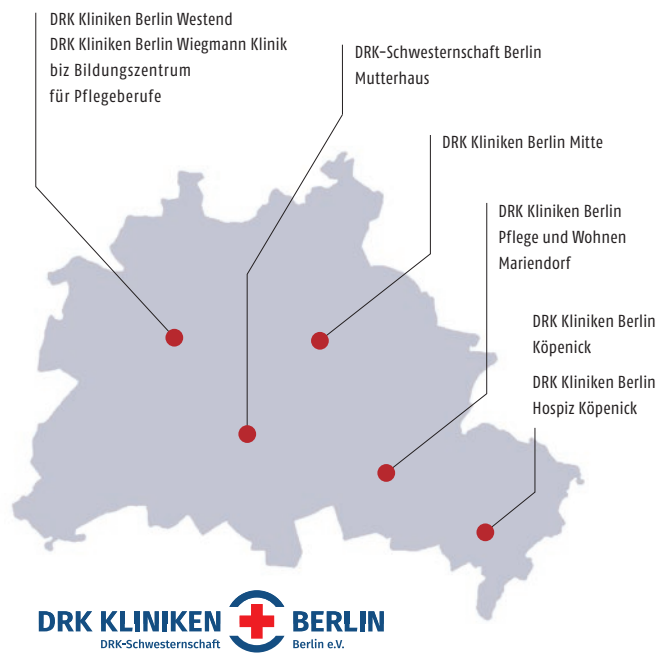 DRK Kliniken Berlin Westend
DRK Kliniken Berlin Wiegmann Klinik
biz Bildungszentrum
für Pflegeberufe
DRK-Schwesternschaft Berlin
Mutterhaus
DRK Kliniken Berlin Mitte
DRK Kliniken Berlin
Pflege und Wohnen
Mariendorf
DRK Kliniken Berlin
Köpenick
DRK Kliniken Berlin
Hospiz Köpenick
DRK KLINIKEN BERLIN
DRK-Schwesternschaft Berlin e.V.